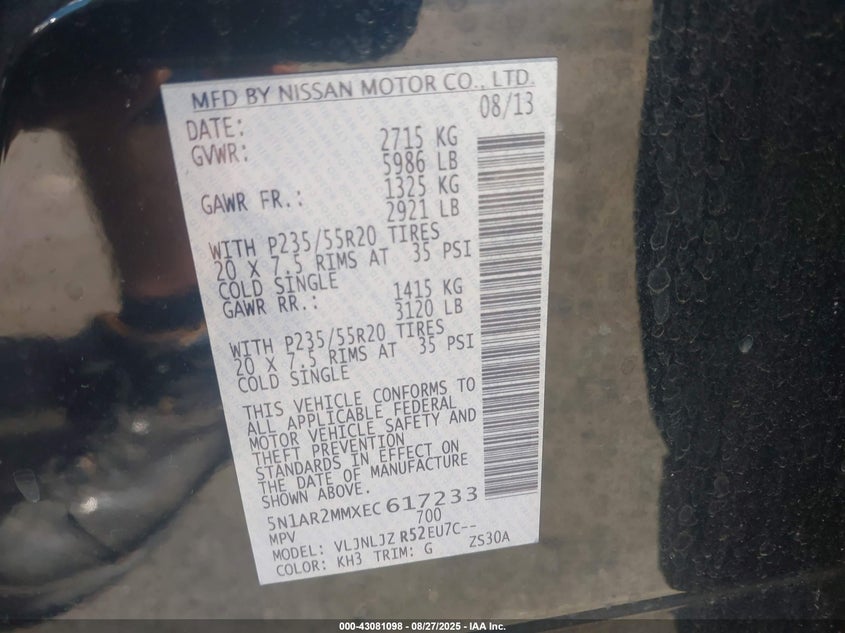 MFD BY NISSAN MOTOR CO., LTD.
DATE: 08/13
GVWR: 2715 KG
5986 LB
GAWR FR.: 1325 KG
2921 LB
WITH P235/55R20 TIRES
20 X 7.5 RIMS AT 35 PSI
COLD SINGLE
GAWR RR.: 1415 KG
3120 LB
WITH P235/55R20 TIRES
20 X 7.5 RIMS AT 35 PSI
COLD SINGLE
THIS VEHICLE CONFORMS TO
ALL APPLICABLE FEDERAL
MOTOR VEHICLE SAFETY AND
THEFT PREVENTION
STANDARDS IN EFFECT ON
THE DATE OF MANUFACTURE
SHOWN ABOVE.
5N1AR2MMXEC617233
MPV 700
MODEL: VLJNLJZ R52EU7C--
COLOR: KH3 TRIM: G ZS30A
000-43081098 - 08/27/2025 - IAA Inc.